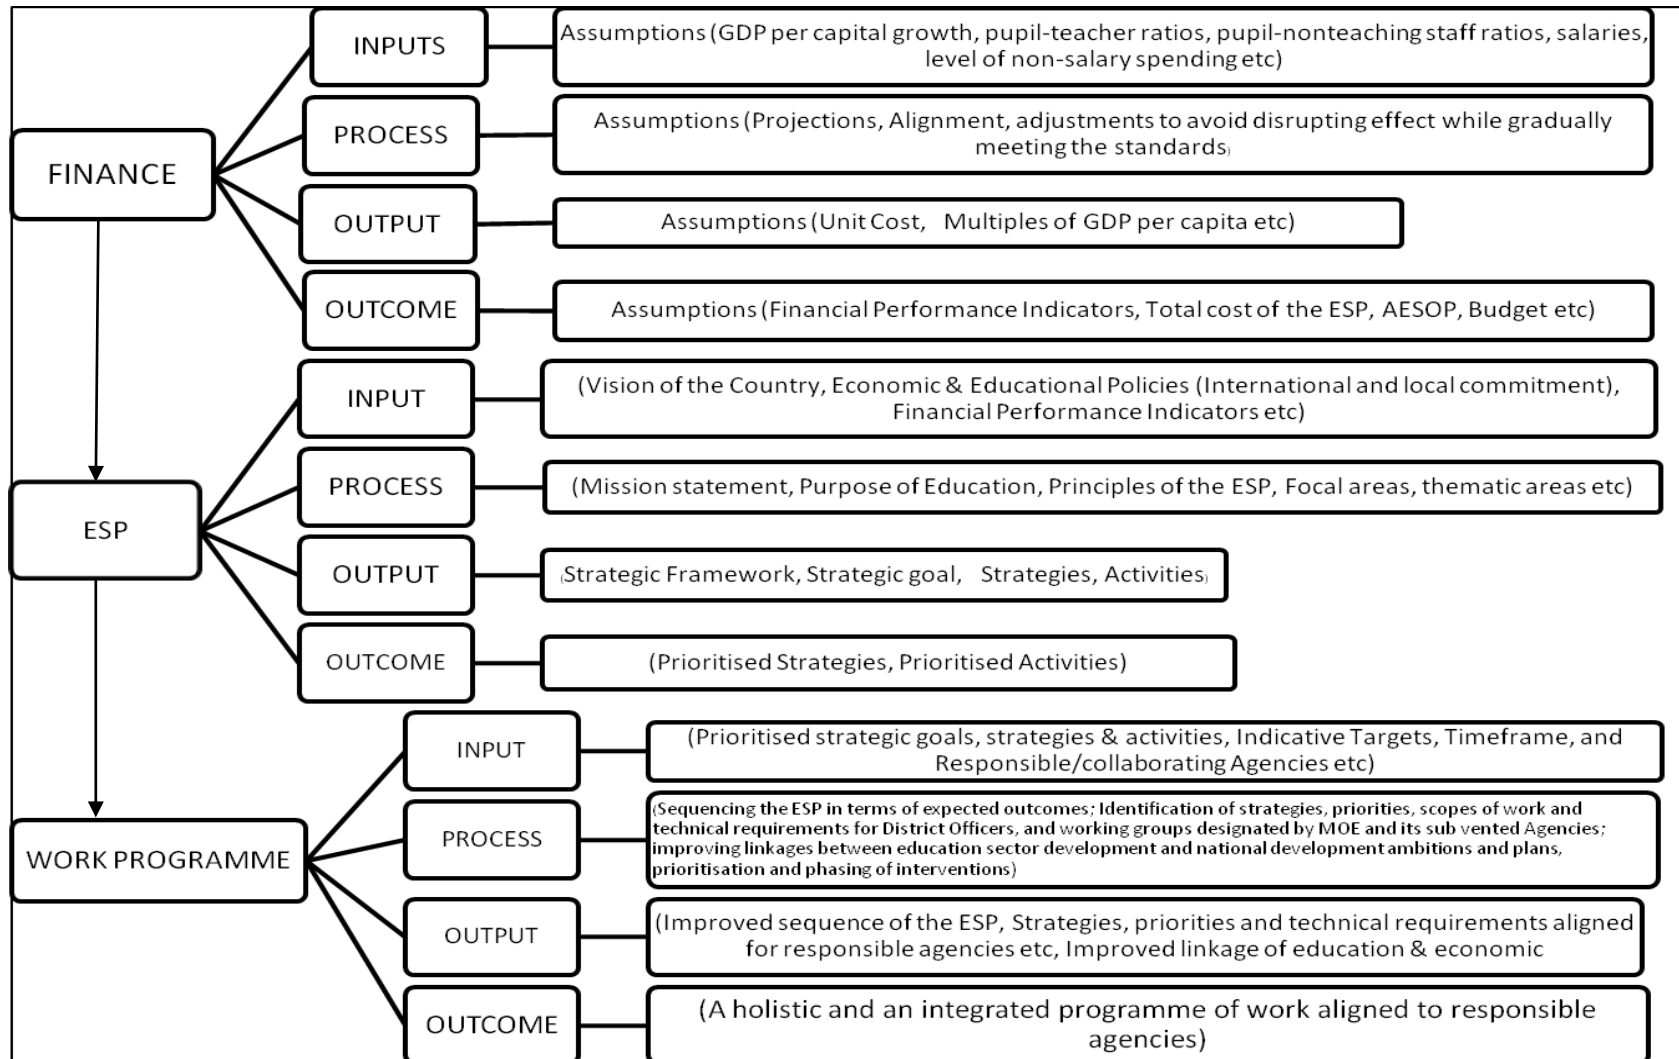 INPUTS
Assumptions (GDP per capital growth, pupil-teacher ratios, pupil-nonteaching staff ratios, salaries,
level of non-salary spending etc)
PROCESS
Assumptions (Projections, Alignment, adjustments to avoid disrupting effect while gradually
meeting the standards)
FINANCE
OUTPUT
Assumptions (Unit Cost, Multiples of GDP per capita etc)
OUTCOME
Assumptions (Financial Performance Indicators, Total cost of the ESP, AESOP, Budget etc)
INPUT
(Vision of the Country, Economic & Educational Policies (International and local commitment),
Financial Performance Indicators etc)
PROCESS
(Mission statement, Purpose of Education, Principles of the ESP, Focal areas, thematic areas etc)
ESP
OUTPUT
(Strategic Framework, Strategic goal, Strategies, Activities)
OUTCOME
(Prioritised Strategies, Prioritised Activities)
INPUT
(Prioritised strategic goals, strategies & activities, Indicative Targets, Timeframe, and
Responsible/collaborating Agencies etc)
PROCESS
(Sequencing the ESP in terms of expected outcomes; Identification of strategies, priorities, scopes of work and
technical requirements for District Officers, and working groups designated by MOE and its sub vented Agencies;
improving linkages between education sector development and national development ambitions and plans,
prioritisation and phasing of interventions)
WORK PROGRAMME
OUTPUT
(Improved sequence of the ESP, Strategies, priorities and technical requirements aligned
for responsible agencies etc, Improved linkage of education & economic
OUTCOME
(A holistic and an integrated programme of work aligned to responsible
agencies)